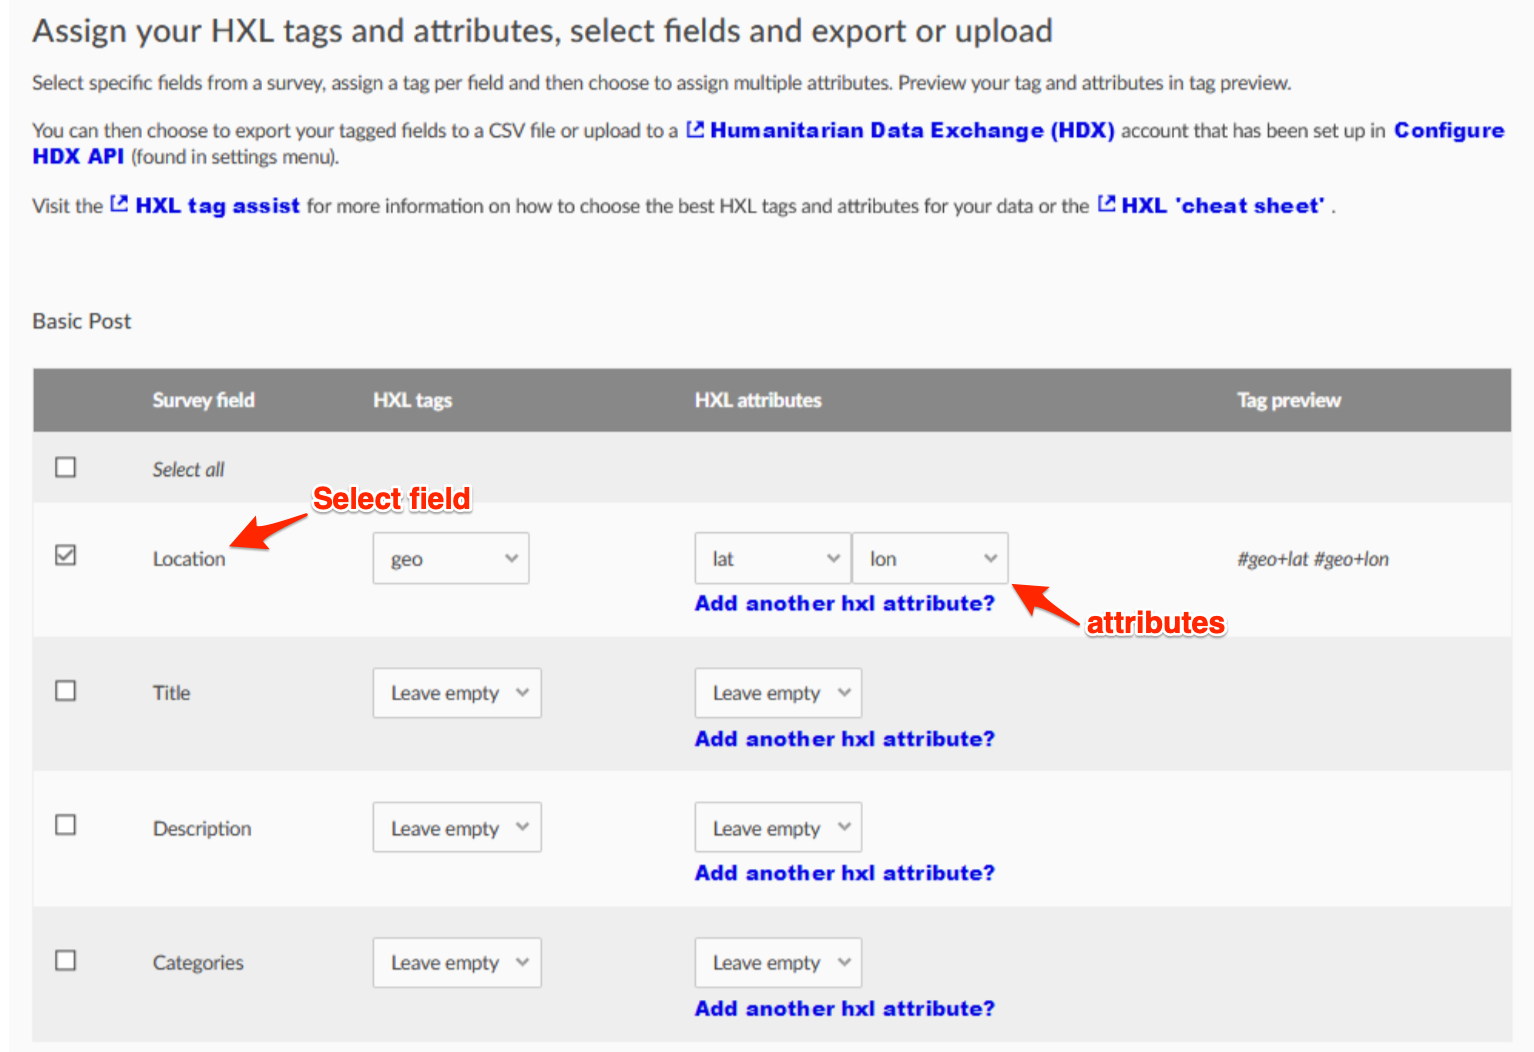 Assign your HXL tags and attributes, select fields and export or upload
Select specific fields from a survey, assign a tag per field and then choose to assign multiple attributes. Preview your tag and attributes in tag preview.
You can then choose to export your tagged fields to a CSV file or upload to a Humanitarian Data Exchange (HDX) account that has been set up in Configure
HDX API (found in settings menu).
Visit the HXL tag assist for more information on how to choose the best HXL tags and attributes for your data or the HXL 'cheat sheet' .
Basic Post
Survey field HXL tags HXL attributes Tag preview
Select all
Select field
Location geo lat lon #geo+lat #geo+lon
Add another hxl attribute?
attributes
Title Leave empty Leave empty
Add another hxl attribute?
Description Leave empty Leave empty
Add another hxl attribute?
Categories Leave empty Leave empty
Add another hxl attribute?